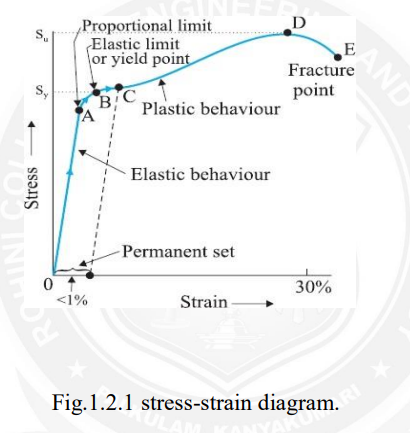 Proportional limit
Elastic limit
or yield point
Sᵤ
D
E
Fracture
point
Sᵧ
A
B
C
Plastic behaviour
Stress
Elastic behaviour
Permanent set
0
<1%
Strain
30%
Fig.1.2.1 stress-strain diagram.